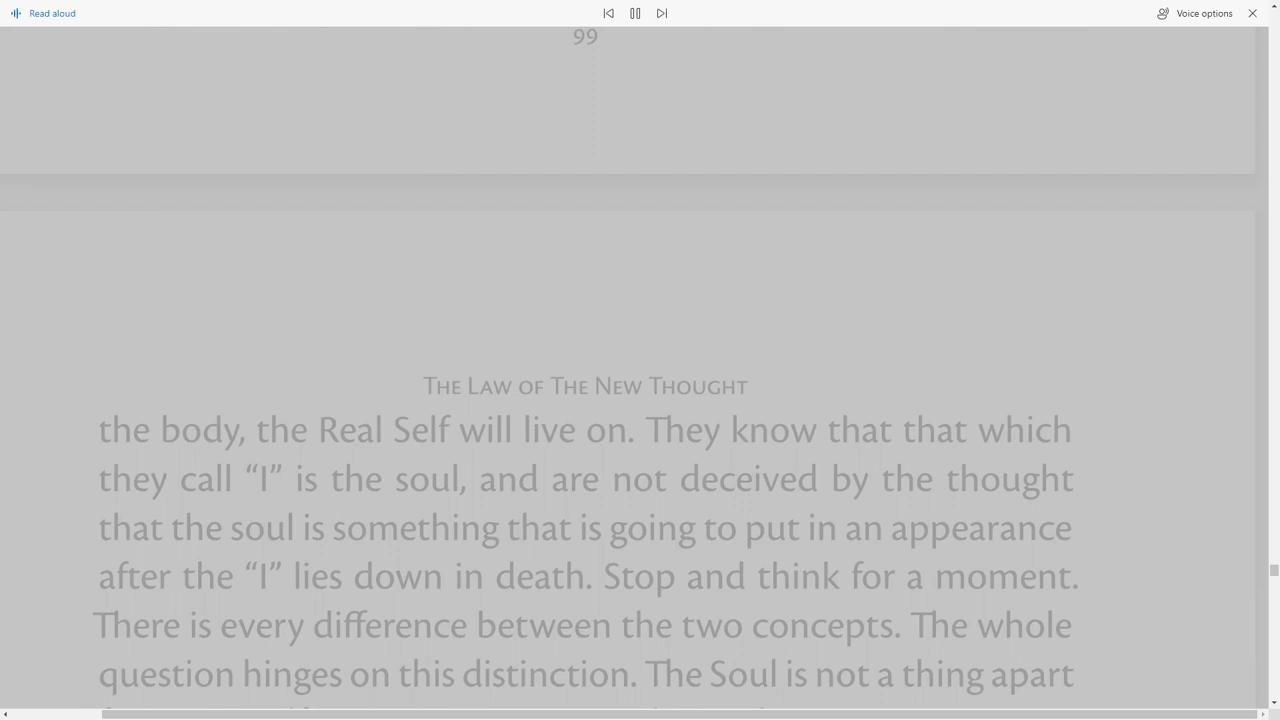 Read aloud
Voice options
99
The Law of The New Thought
the body, the Real Self will live on. They know that that which
they call “I” is the soul, and are not deceived by the thought
that the soul is something that is going to put in an appearance
after the “I” lies down in death. Stop and think for a moment.
There is every difference between the two concepts. The whole
question hinges on this distinction. The Soul is not a thing apart